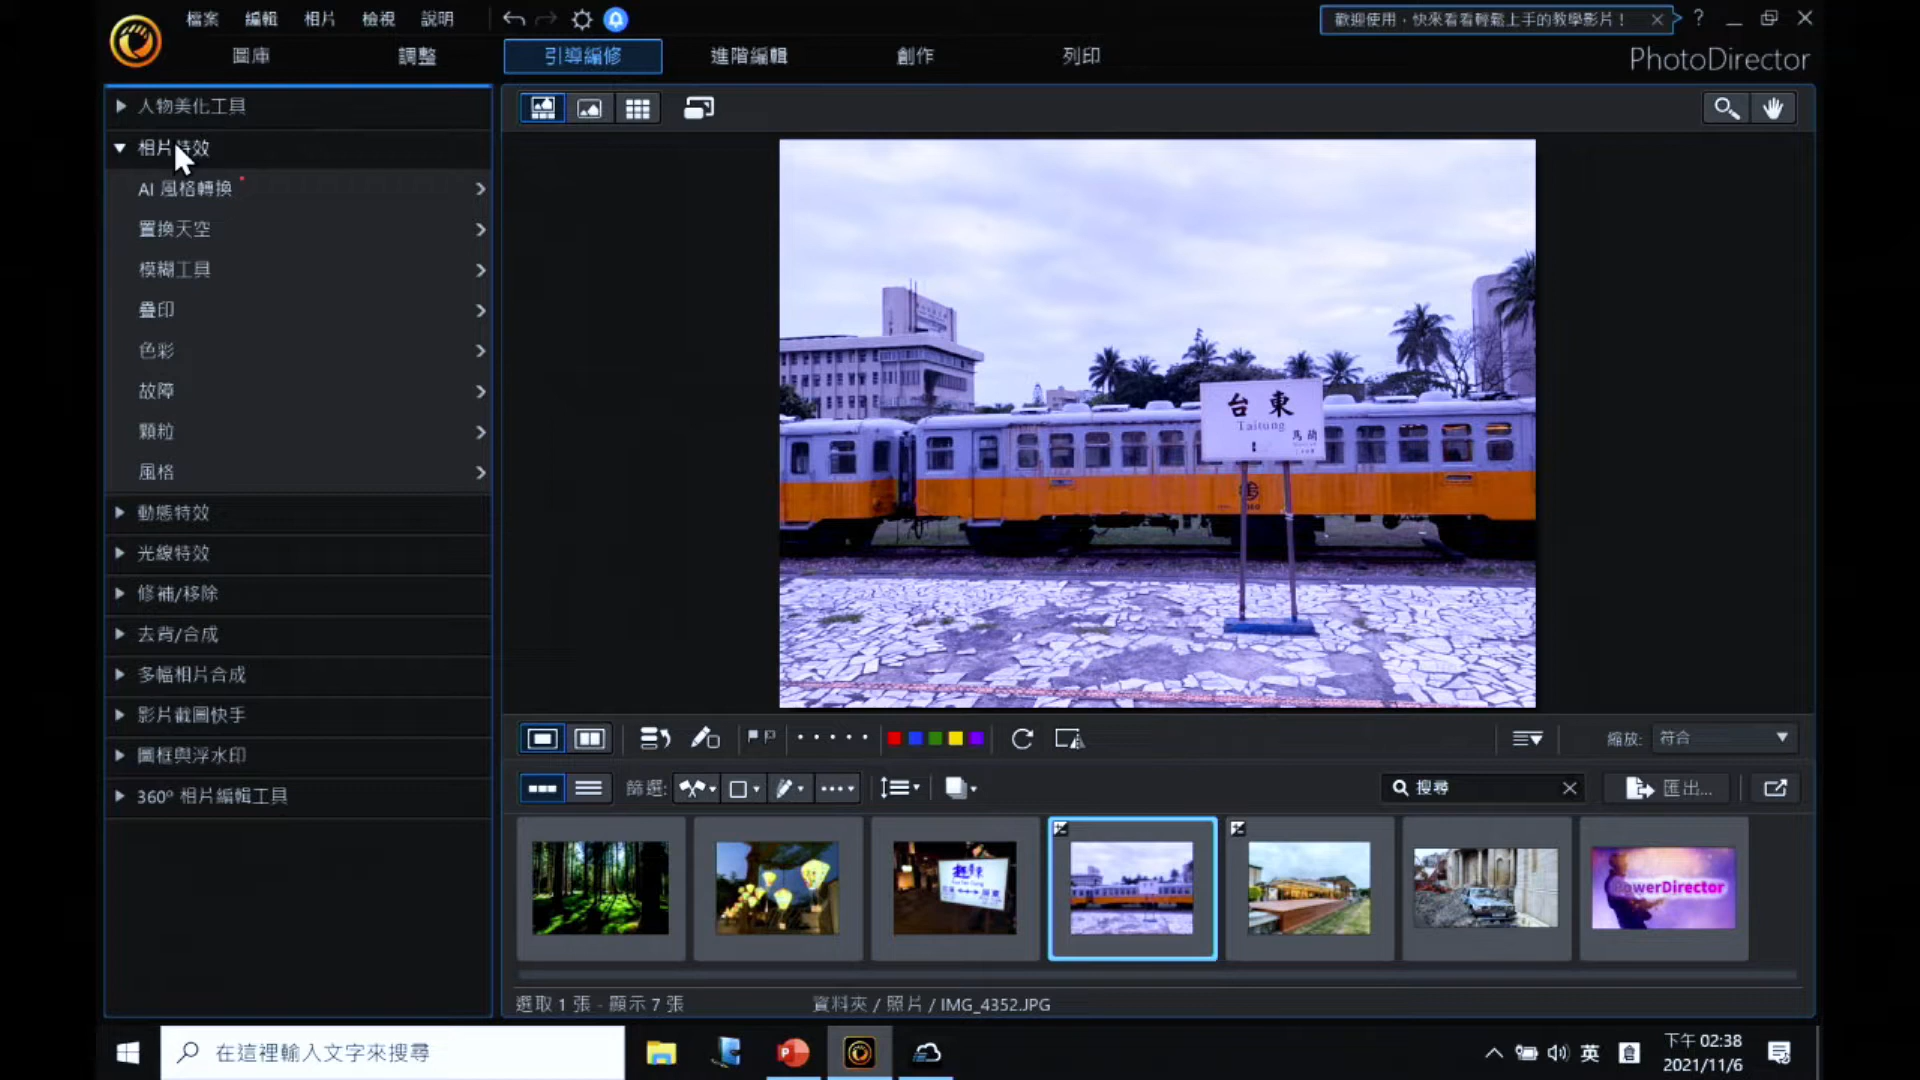 檔案 編輯 相片 檢視 說明
歡迎使用，快來看看輕鬆上手的教學影片！
圖庫 調整 引導編修 進階編輯 創作 列印
PhotoDirector
人物美化工具
相片特效
AI 風格轉換
置換天空
模糊工具
疊印
色彩
故障
顆粒
風格
動態特效
光線特效
修補/移除
去背/合成
多幅相片合成
影片截圖快手
圖框與浮水印
360º 相片編輯工具
台東
Taitung
馬蘭
縮放: 符合
篩選:
搜尋
匯出...
PowerDirector
選取 1 張 - 顯示 7 張
資料夾 / 照片 / IMG_4352.JPG
在這裡輸入文字來搜尋
英
下午 02:38
2021/11/6